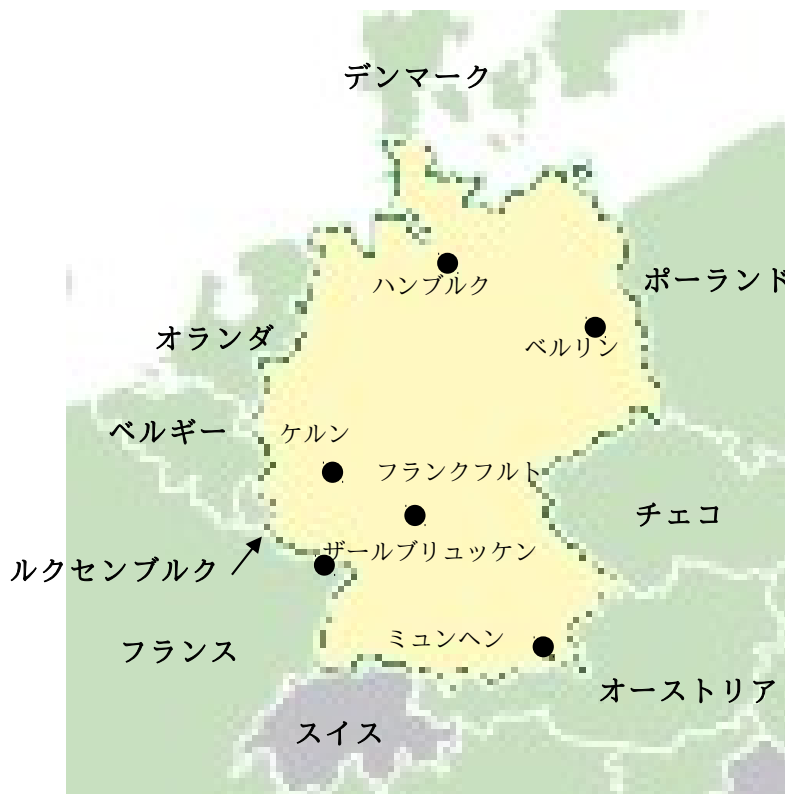 デンマーク
ポーランド
ハンブルク
オランダ
ベルリン
ベルギー
ケルン
フランクフルト
チェコ
ザールブリュッケン
ルクセンブルク
フランス
ミュンヘン
オーストリア
スイス